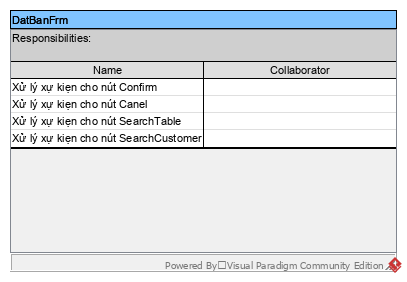 DatBanFrm
Responsibilities:
Name Collaborator
Xử lý xự kiện cho nút Confirm
Xử lý xự kiện cho nút Canel
Xử lý xự kiện cho nút SearchTable
Xử lý xự kiện cho nút SearchCustomer
Powered By□Visual Paradigm Community Edition